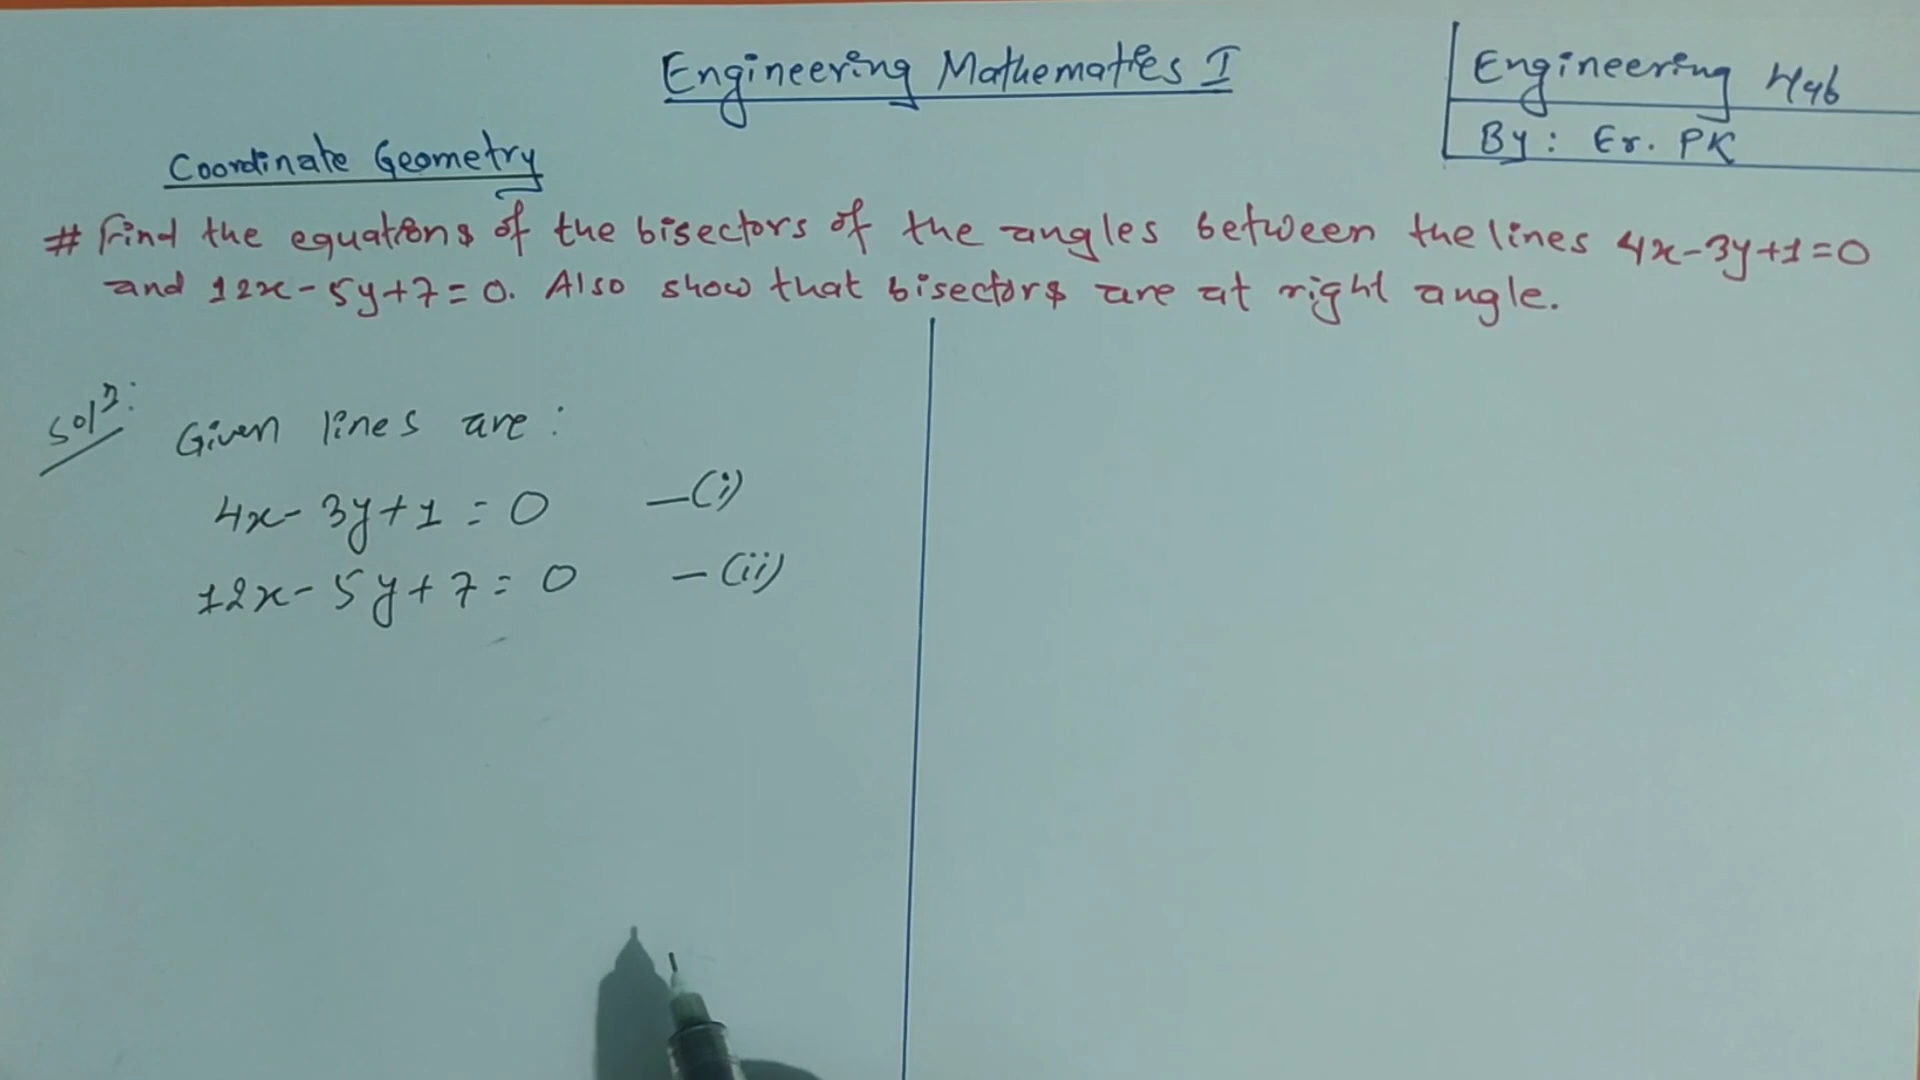 Engineering Mathematics I
Engineering Hub
By: Er. PK
Coordinate Geometry
# Find the equations of the bisectors of the angles between the lines 4x-3y+1=0
and 12x-5y+7=0. Also show that bisectors are at right angle.
Solⁿ:
Given lines are:
4x-3y+1=0 -(i)
12x-5y+7=0 -(ii)